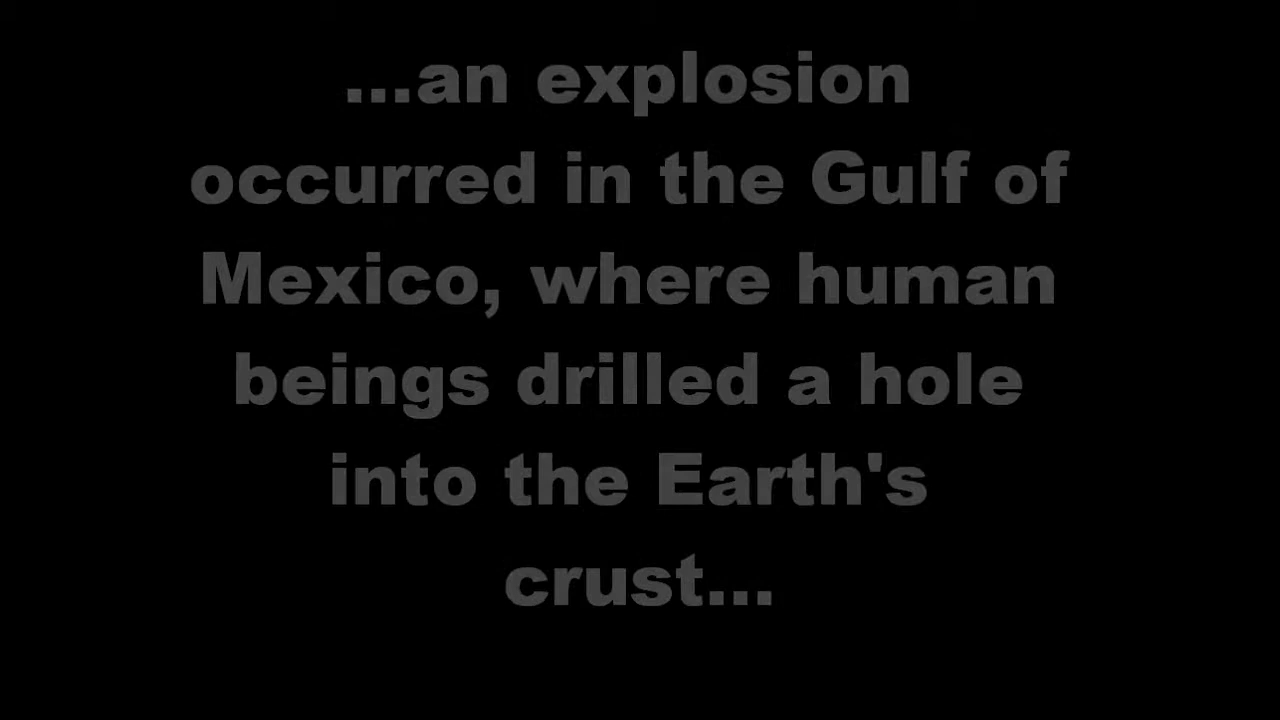 ...an explosion
occurred in the Gulf of
Mexico, where human
beings drilled a hole
into the Earth's
crust...